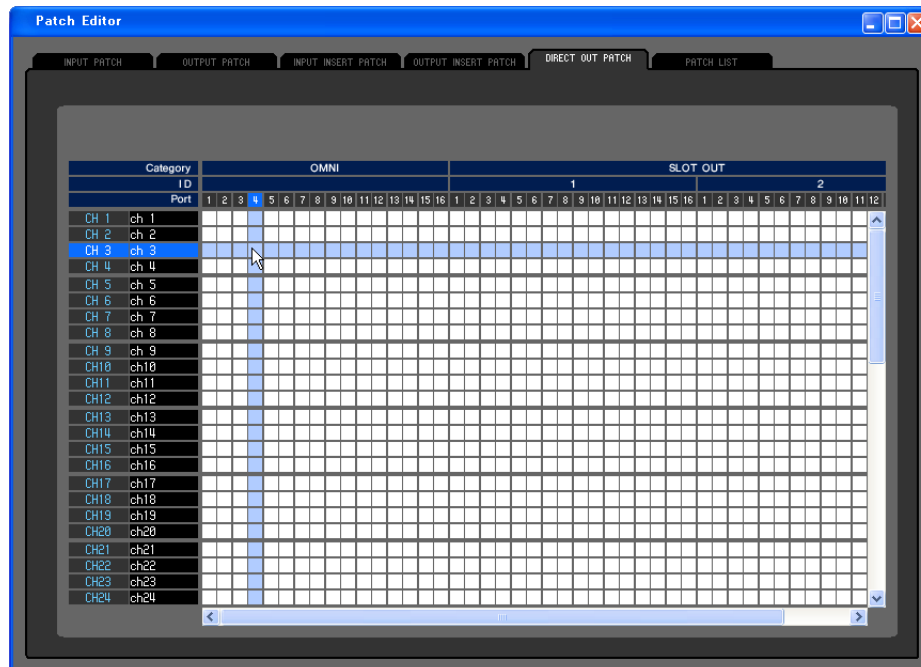 Patch Editor
INPUT PATCH OUTPUT PATCH INPUT INSERT PATCH OUTPUT INSERT PATCH DIRECT OUT PATCH PATCH LIST
Category OMNI SLOT OUT
ID 1 2
Port 1 2 3 4 5 6 7 8 9 10 11 12 13 14 15 16 1 2 3 4 5 6 7 8 9 10 11 12 13 14 15 16 1 2 3 4 5 6 7 8 9 10 11 12
CH 1 ch 1
CH 2 ch 2
CH 3 ch 3
CH 4 ch 4
CH 5 ch 5
CH 6 ch 6
CH 7 ch 7
CH 8 ch 8
CH 9 ch 9
CH10 ch10
CH11 ch11
CH12 ch12
CH13 ch13
CH14 ch14
CH15 ch15
CH16 ch16
CH17 ch17
CH18 ch18
CH19 ch19
CH20 ch20
CH21 ch21
CH22 ch22
CH23 ch23
CH24 ch24